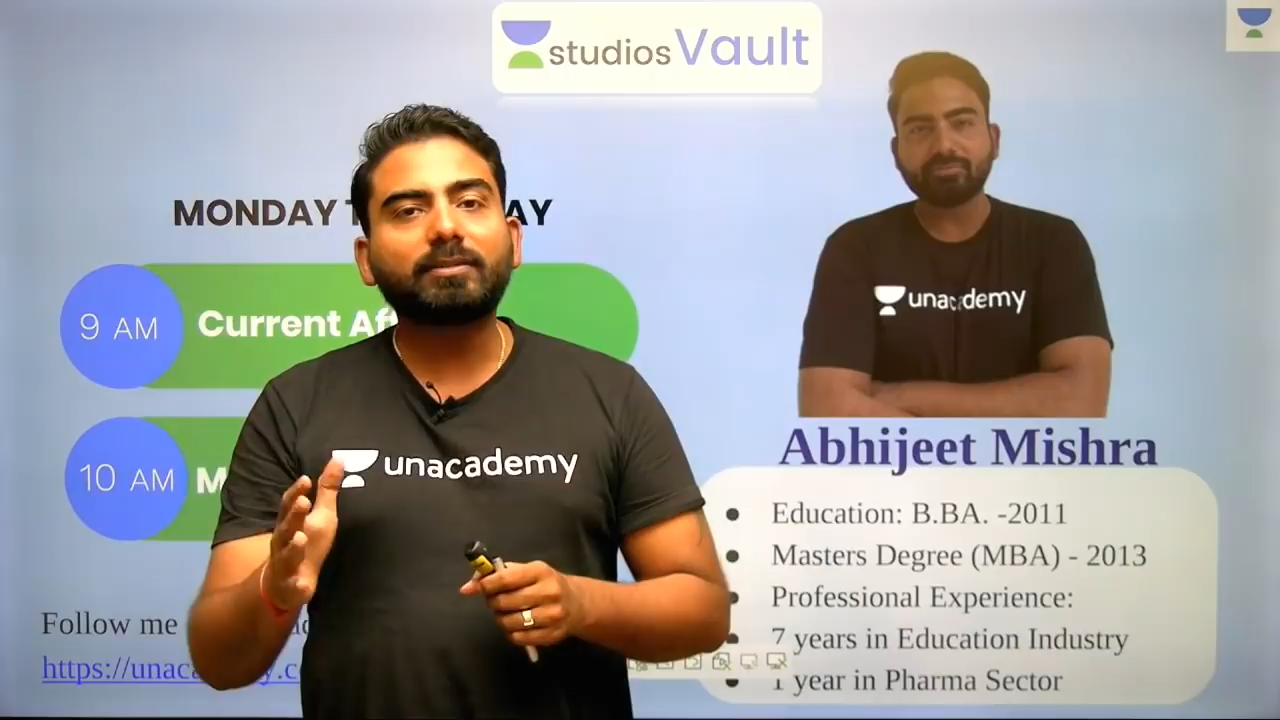 studios Vault
MONDAY T AY
9 AM
Current Aff
10 AM
M
Follow me
https://unaca y.c
unacademy
unacademy
Abhijeet Mishra
• Education: B.BA. -2011
• Masters Degree (MBA) - 2013
• Professional Experience:
• 7 years in Education Industry
• 1 year in Pharma Sector